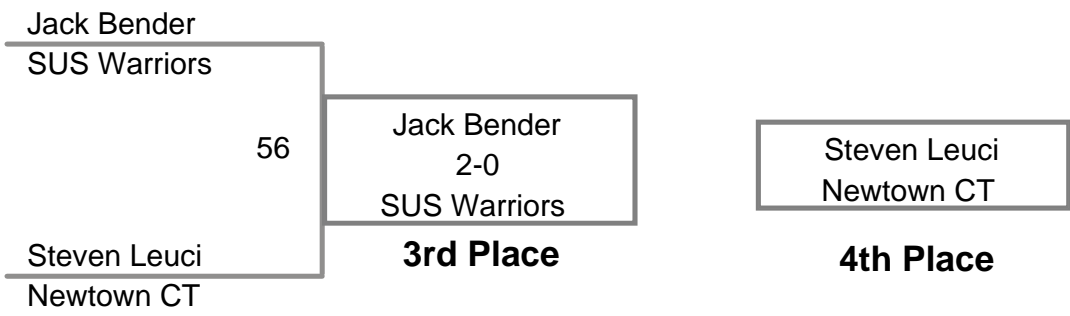 Jack Bender
SUS Warriors
56
Jack Bender
2-0
SUS Warriors
3rd Place
Steven Leuci
Newtown CT
4th Place
Steven Leuci
Newtown CT